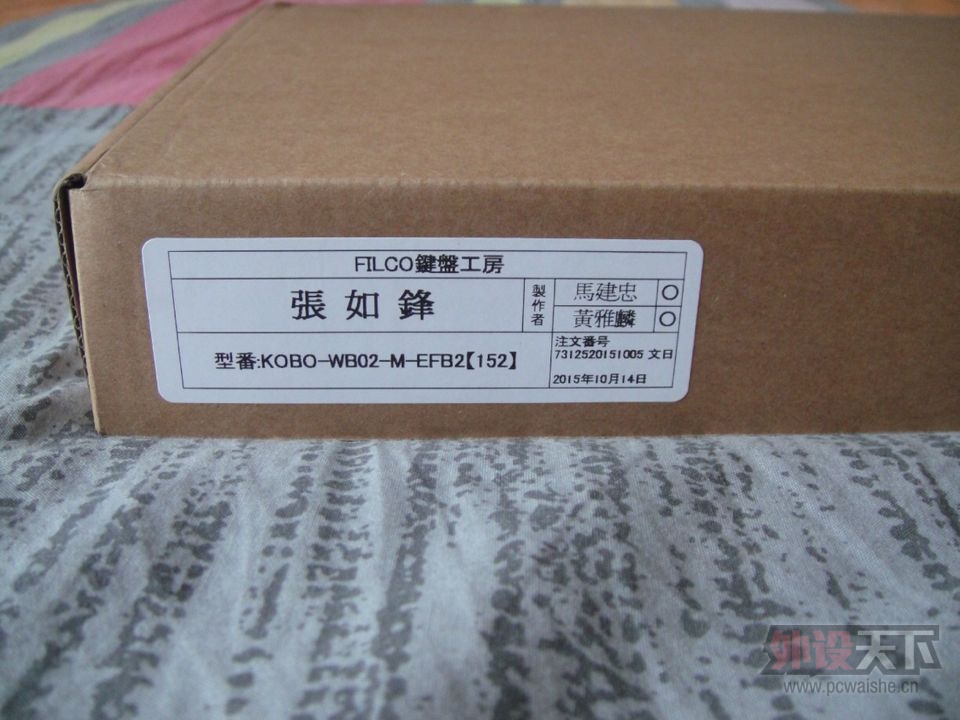 FILCO鍵盤工房
張如鋒
製作者
馬建忠 ○
黃雅麟 ○
型番:KOBO-WB02-M-EFB2【152】
注文番号
7312520151005 文日
2015年10月14日
外设天下
www.pcwaishe.cn